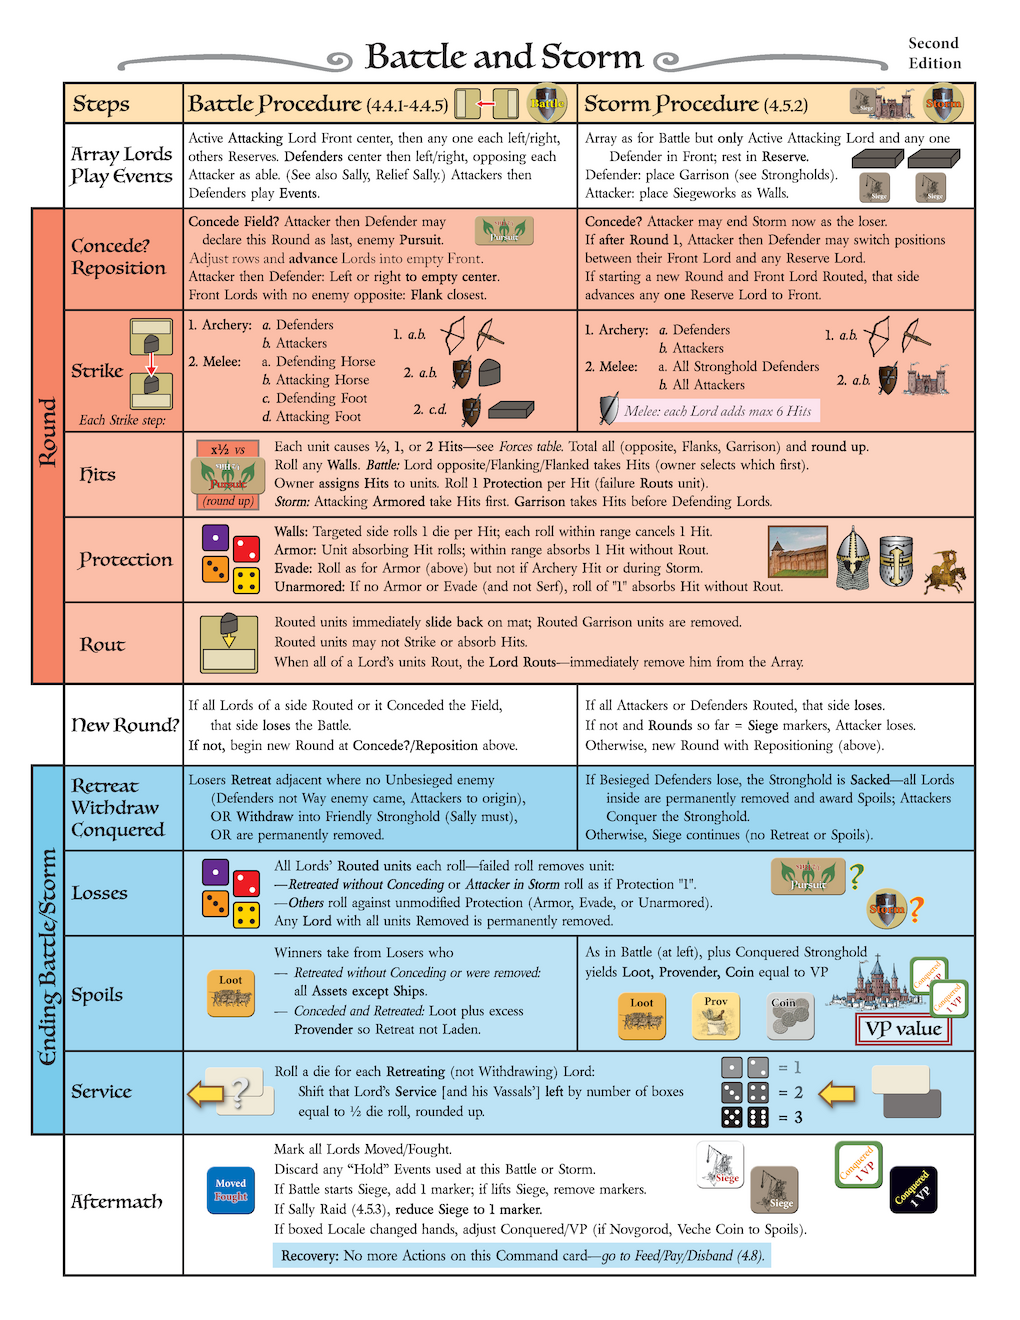 Battle and Storm
Second
Edition
Steps
Battle Procedure (4.4.1-4.4.5)
Battle
Storm Procedure (4.5.2)
Siege
Storm
Array Lords
Play Events
Active Attacking Lord Front center, then any one each left/right,
others Reserves. Defenders center then left/right, opposing each
Attacker as able. (See also Sally, Relief Sally.) Attackers then
Defenders play Events.
Array as for Battle but only Active Attacking Lord and any one
Defender in Front; rest in Reserve.
Defender: place Garrison (see Strongholds).
Attacker: place Siegeworks as Walls.
Siege
Siege
Round
Concede?
Reposition
Concede Field? Attacker then Defender may
declare this Round as last, enemy Pursuit.
Adjust rows and advance Lords into empty Front.
Attacker then Defender: Left or right to empty center.
Front Lords with no enemy opposite: Flank closest.
Pursuit
Concede? Attacker may end Storm now as the loser.
If after Round 1, Attacker then Defender may switch positions
between their Front Lord and any Reserve Lord.
If starting a new Round and Front Lord Routed, that side
advances any one Reserve Lord to Front.
Strike
Each Strike step:
1. Archery: a. Defenders
b. Attackers
2. Melee: a. Defending Horse
b. Attacking Horse
c. Defending Foot
d. Attacking Foot
1. a.b.
2. a.b.
2. c.d.
1. Archery: a. Defenders
b. Attackers
2. Melee: a. All Stronghold Defenders
b. All Attackers
1. a.b.
2. a.b.
Melee: each Lord adds max 6 Hits
Hits
x½ vs
Pursuit
(round up)
Each unit causes ½, 1, or 2 Hits—see Forces table. Total all (opposite, Flanks, Garrison) and round up.
Roll any Walls. Battle: Lord opposite/Flanking/Flanked takes Hits (owner selects which first).
Owner assigns Hits to units. Roll 1 Protection per Hit (failure Routs unit).
Storm: Attacking Armored take Hits first. Garrison takes Hits before Defending Lords.
Protection
Walls: Targeted side rolls 1 die per Hit; each roll within range cancels 1 Hit.
Armor: Unit absorbing Hit rolls; within range absorbs 1 Hit without Rout.
Evade: Roll as for Armor (above) but not if Archery Hit or during Storm.
Unarmored: If no Armor or Evade (and not Serf), roll of "1" absorbs Hit without Rout.
Rout
Routed units immediately slide back on mat; Routed Garrison units are removed.
Routed units may not Strike or absorb Hits.
When all of a Lord's units Rout, the Lord Routs—immediately remove him from the Array.
New Round?
If all Lords of a side Routed or it Conceded the Field,
that side loses the Battle.
If not, begin new Round at Concede?/Reposition above.
If all Attackers or Defenders Routed, that side loses.
If not and Rounds so far = Siege markers, Attacker loses.
Otherwise, new Round with Repositioning (above).
Ending Battle/Storm
Retreat
Withdraw
Conquered
Losers Retreat adjacent where no Unbesieged enemy
(Defenders not Way enemy came, Attackers to origin),
OR Withdraw into Friendly Stronghold (Sally must),
OR are permanently removed.
If Besieged Defenders lose, the Stronghold is Sacked—all Lords
inside are permanently removed and award Spoils; Attackers
Conquer the Stronghold.
Otherwise, Siege continues (no Retreat or Spoils).
Losses
All Lords' Routed units each roll—failed roll removes unit:
—Retreated without Conceding or Attacker in Storm roll as if Protection "1".
—Others roll against unmodified Protection (Armor, Evade, or Unarmored).
Any Lord with all units Removed is permanently removed.
Pursuit
?
Storm
?
Spoils
Loot
Winners take from Losers who
— Retreated without Conceding or were removed:
all Assets except Ships.
— Conceded and Retreated: Loot plus excess
Provender so Retreat not Laden.
As in Battle (at left), plus Conquered Stronghold
yields Loot, Provender, Coin equal to VP
Loot
Prov
Coin
Conquered
1 VP
Conquered
1 VP
VP value
Service
?
Roll a die for each Retreating (not Withdrawing) Lord:
Shift that Lord's Service [and his Vassals'] left by number of boxes
equal to ½ die roll, rounded up.
= 1
= 2
= 3
Aftermath
Moved
Fought
Mark all Lords Moved/Fought.
Discard any “Hold” Events used at this Battle or Storm.
If Battle starts Siege, add 1 marker; if lifts Siege, remove markers.
If Sally Raid (4.5.3), reduce Siege to 1 marker.
If boxed Locale changed hands, adjust Conquered/VP (if Novgorod, Veche Coin to Spoils).
Recovery: No more Actions on this Command card—go to Feed/Pay/Disband (4.8).
Siege
Siege
Conquered
1 VP
Conquered
1 VP